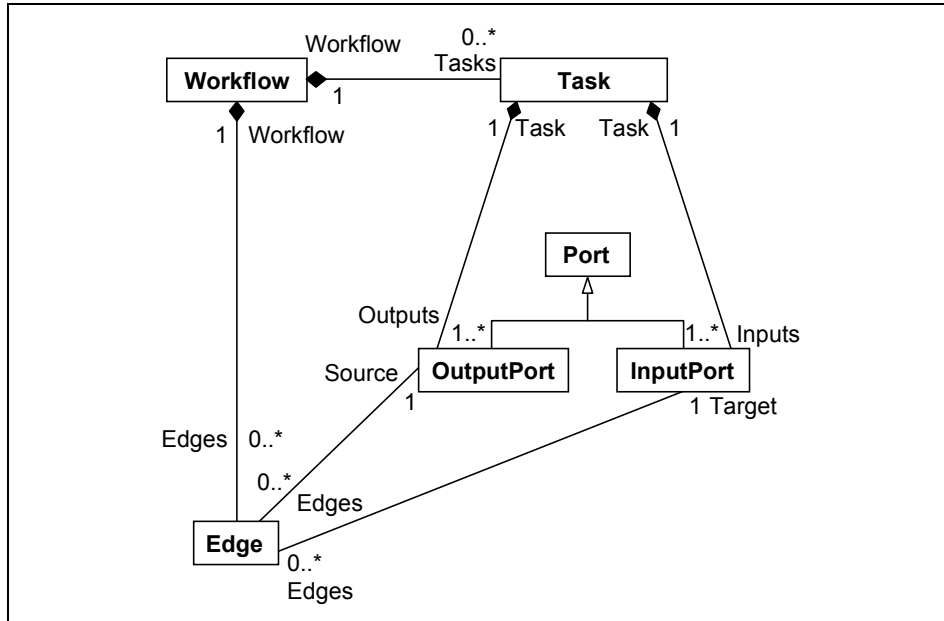 Workflow
0..*
Tasks
Workflow
1
Task
1
Workflow
1
Task
Task
1
Port
Outputs
1..*
1..*
Inputs
Source
OutputPort
InputPort
1
1 Target
Edges
0..*
0..*
Edges
Edge
0..*
Edges